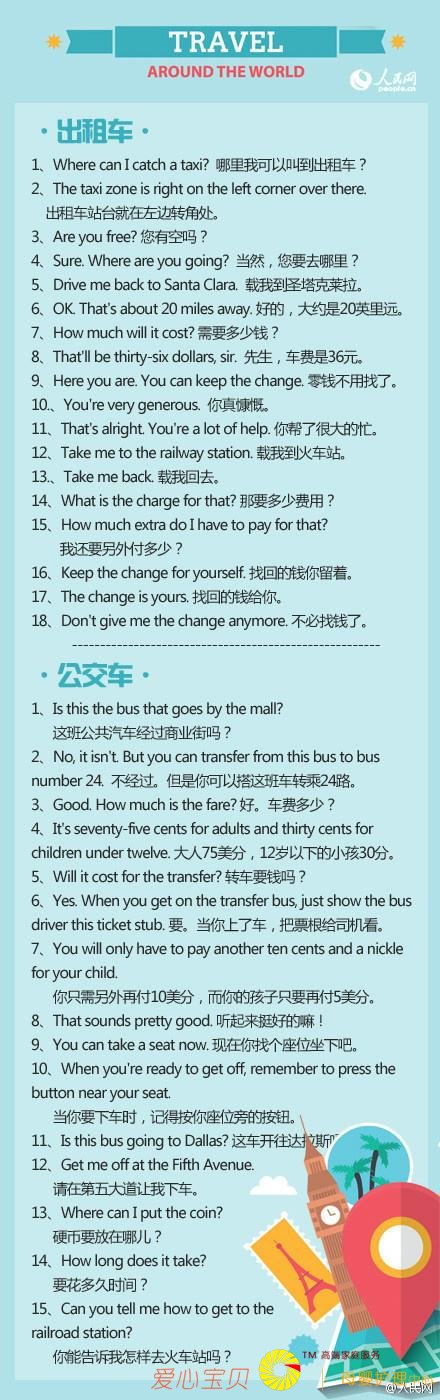 TRAVEL
AROUND THE WORLD
人民网
people.cn
·出租车·
1、Where can I catch a taxi? 哪里我可以叫到出租车？
2、The taxi zone is right on the left corner over there.
出租车站台就在左边转角处。
3、Are you free? 您有空吗？
4、Sure. Where are you going? 当然，您要去哪里？
5、Drive me back to Santa Clara. 载我到圣塔克莱拉。
6、OK. That's about 20 miles away. 好的，大约是20英里远。
7、How much will it cost? 需要多少钱？
8、That'll be thirty-six dollars, sir. 先生，车费是36元。
9、Here you are. You can keep the change. 零钱不用找了。
10.、You're very generous. 你真慷慨。
11、That's alright. You're a lot of help. 你帮了很大的忙。
12、Take me to the railway station. 载我到火车站。
13.、Take me back. 载我回去。
14、What is the charge for that? 那要多少费用？
15、How much extra do I have to pay for that?
我还要另外付多少？
16、Keep the change for yourself. 找回的钱你留着。
17、The change is yours. 找回的钱给你。
18、Don't give me the change anymore. 不必找钱了。
·公交车·
1、Is this the bus that goes by the mall?
这班公共汽车经过商业街吗？
2、No, it isn't. But you can transfer from this bus to bus
number 24. 不经过。但是你可以搭这班车转乘24路。
3、Good. How much is the fare? 好。车费多少？
4、It's seventy-five cents for adults and thirty cents for
children under twelve. 大人75美分，12岁以下的小孩30分。
5、Will it cost for the transfer? 转车要钱吗？
6、Yes. When you get on the transfer bus, just show the bus
driver this ticket stub. 要。当你上了车，把票根给司机看。
7、You will only have to pay another ten cents and a nickle
for your child.
你只需另外再付10美分，而你的孩子只要再付5美分。
8、That sounds pretty good. 听起来挺好的嘛！
9、You can take a seat now. 现在你找个座位坐下吧。
10、When you're ready to get off, remember to press the
button near your seat.
当你要下车时，记得按你座位旁的按钮。
11、Is this bus going to Dallas? 这车开往达拉斯吗
12、Get me off at the Fifth Avenue.
请在第五大道让我下车。
13、Where can I put the coin?
硬币要放在哪儿？
14、How long does it take?
要花多久时间？
15、Can you tell me how to get to the
railroad station?
你能告诉我怎样去火车站吗？
爱心宝贝
TM 高端家庭服务
@人民网